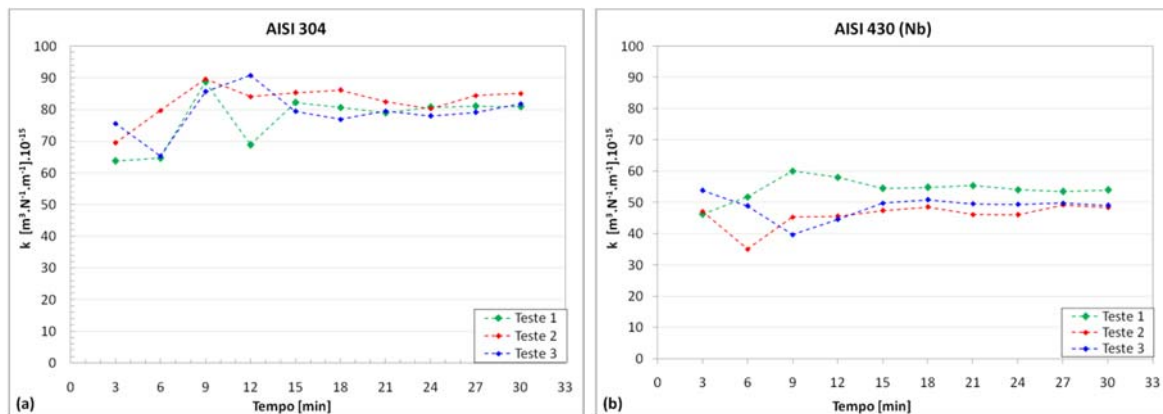 AISI 304
100
90
80
70
60
50
40
30
20
10
0
k [m³.N⁻¹.m⁻¹].10⁻¹⁵
Teste 1
Teste 2
Teste 3
0 3 6 9 12 15 18 21 24 27 30 33
(a) Tempo [min]
AISI 430 (Nb)
100
90
80
70
60
50
40
30
20
10
0
k [m³.N⁻¹.m⁻¹].10⁻¹⁵
Teste 1
Teste 2
Teste 3
0 3 6 9 12 15 18 21 24 27 30 33
(b) Tempo [min]